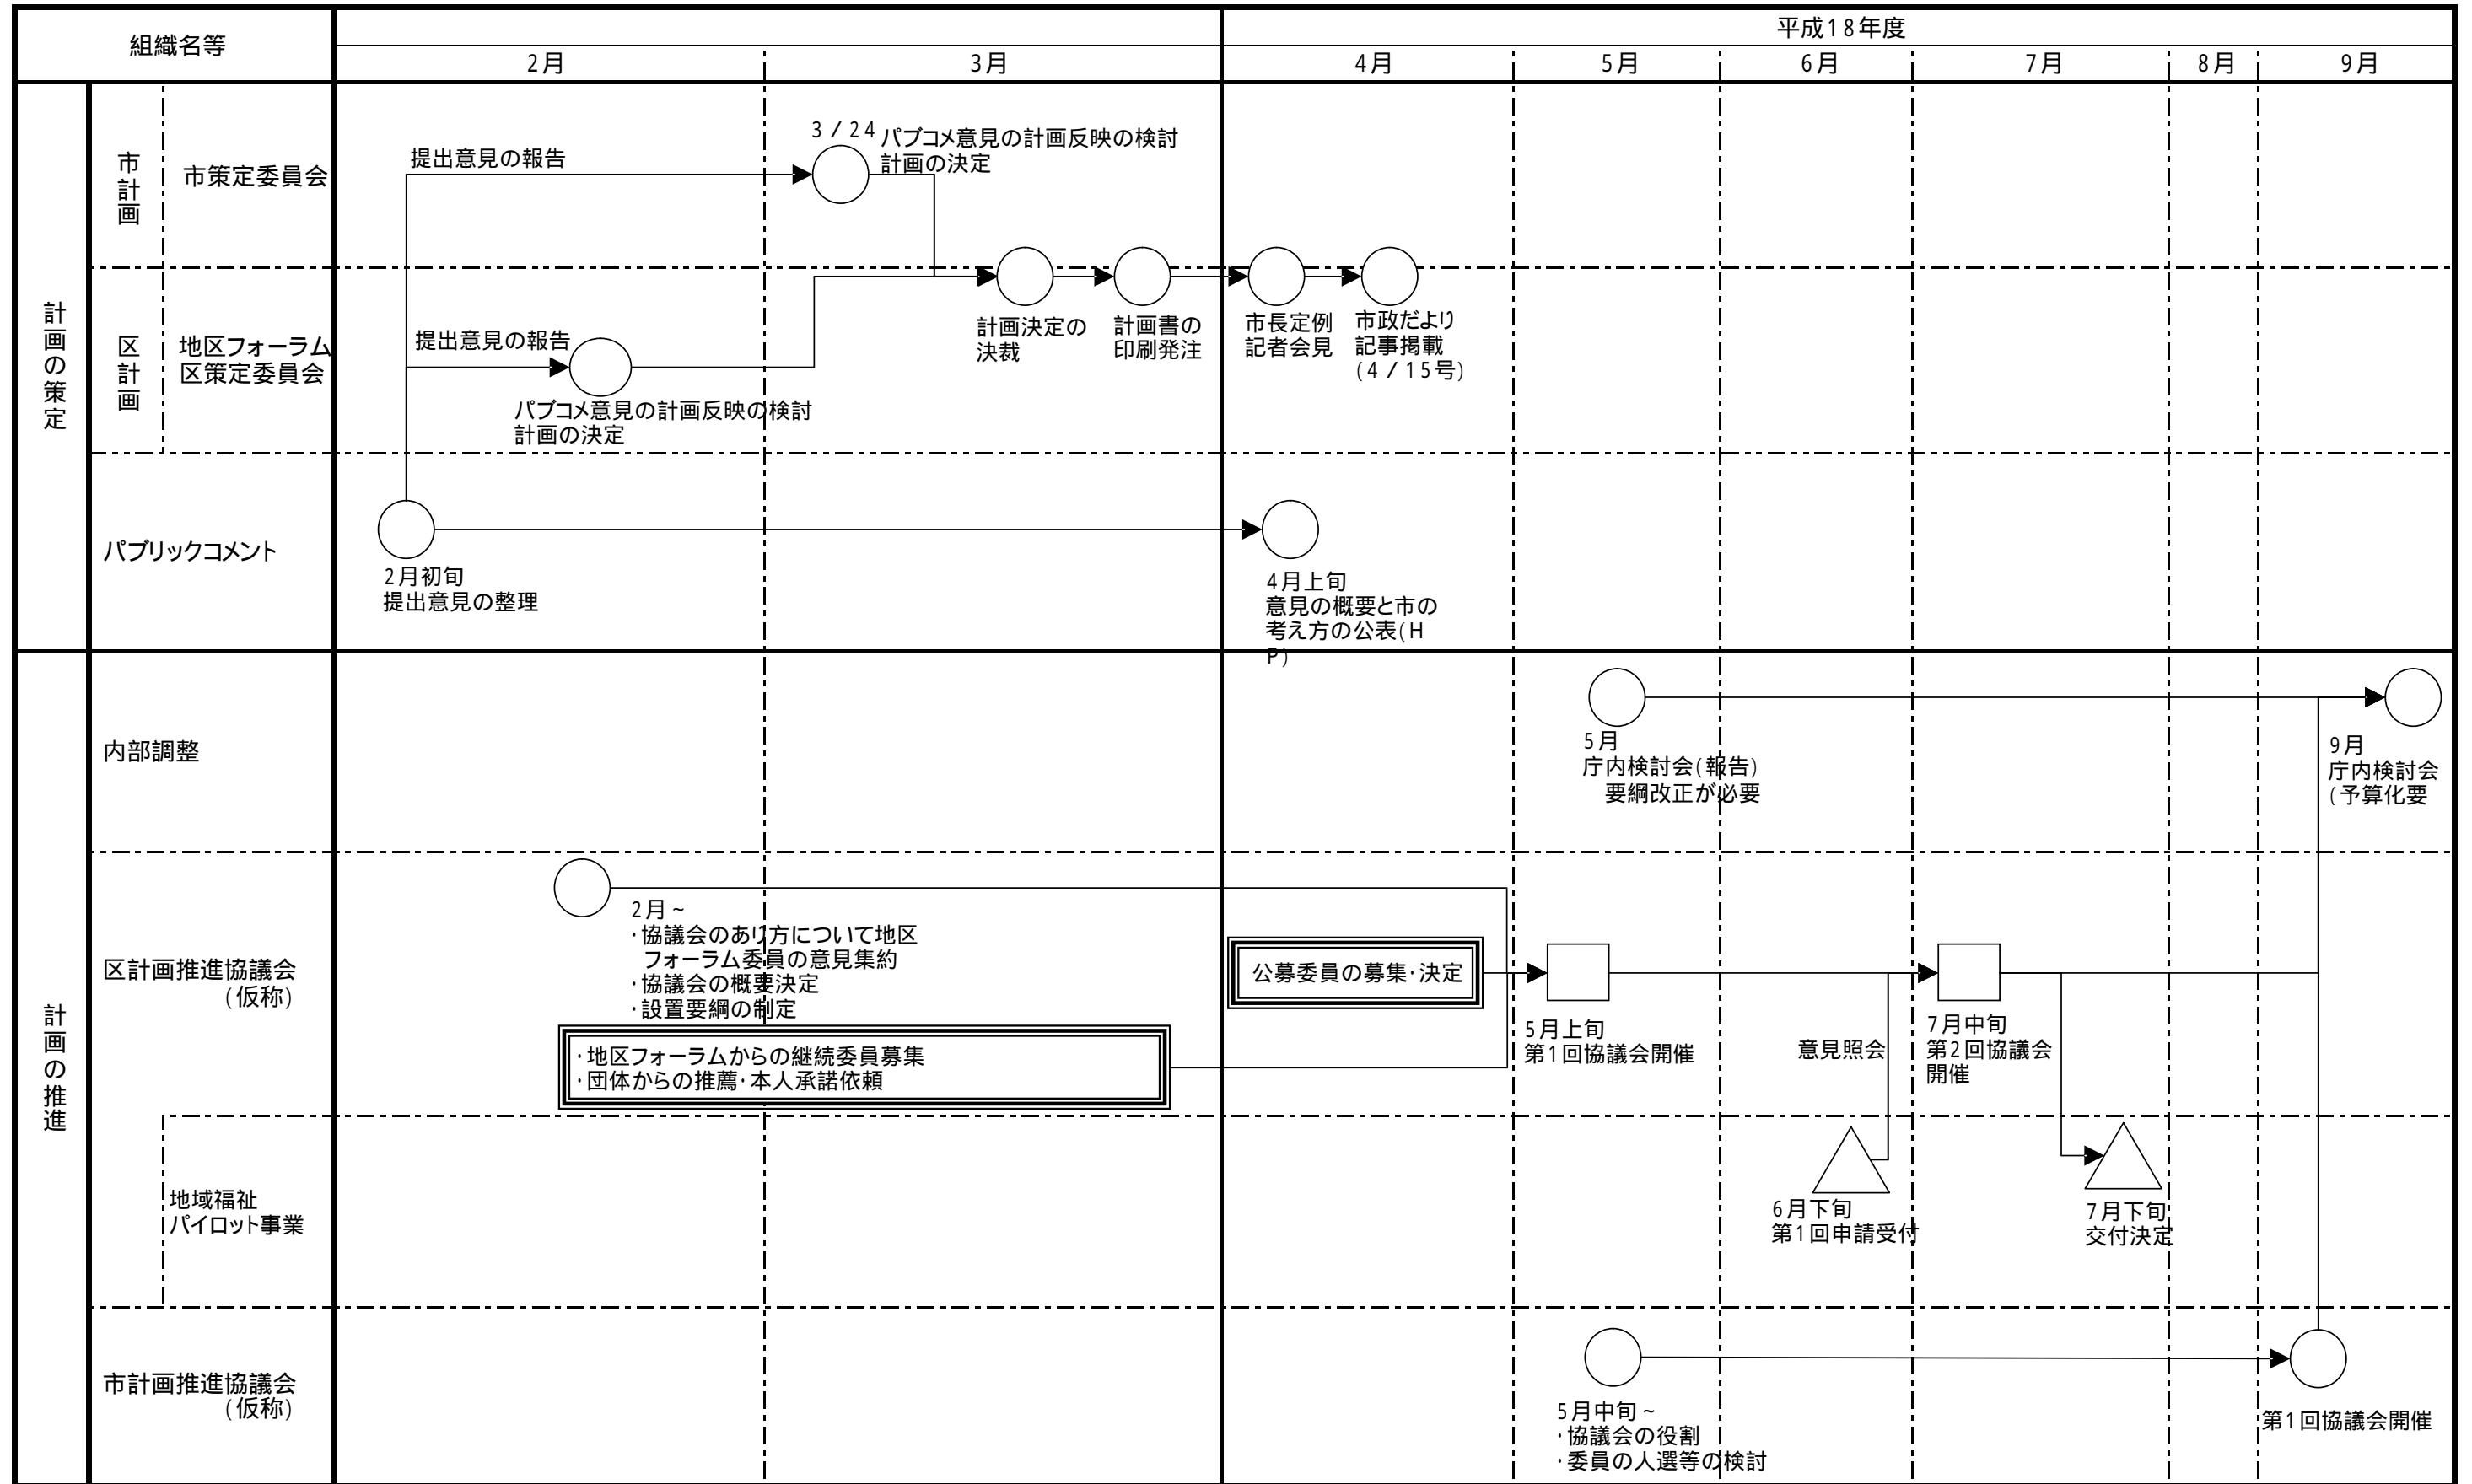 組織名等
平成18年度
2月
3月
4月
5月
6月
7月
8月
9月
計画の策定
市計画
市策定委員会
提出意見の報告
3/24
パブコメ意見の計画反映の検討
計画の決定
区計画
地区フォーラム
区策定委員会
提出意見の報告
パブコメ意見の計画反映の検討
計画の決定
計画決定の
決裁
計画書の
印刷発注
市長定例
記者会見
市政だより
記事掲載
(4/15号)
パブリックコメント
2月初旬
提出意見の整理
4月上旬
意見の概要と市の
考え方の公表(H
P)
計画の推進
内部調整
5月
庁内検討会(報告)
要綱改正が必要
9月
庁内検討会
(予算化要
区計画推進協議会
(仮称)
2月~
・協議会のあり方について地区
フォーラム委員の意見集約
・協議会の概要決定
・設置要綱の制定
・地区フォーラムからの継続委員募集
・団体からの推薦・本人承諾依頼
公募委員の募集・決定
5月上旬
第1回協議会開催
意見照会
7月中旬
第2回協議会
開催
地域福祉
パイロット事業
6月下旬
第1回申請受付
7月下旬
交付決定
市計画推進協議会
(仮称)
5月中旬~
・協議会の役割
・委員の人選等の検討
第1回協議会開催